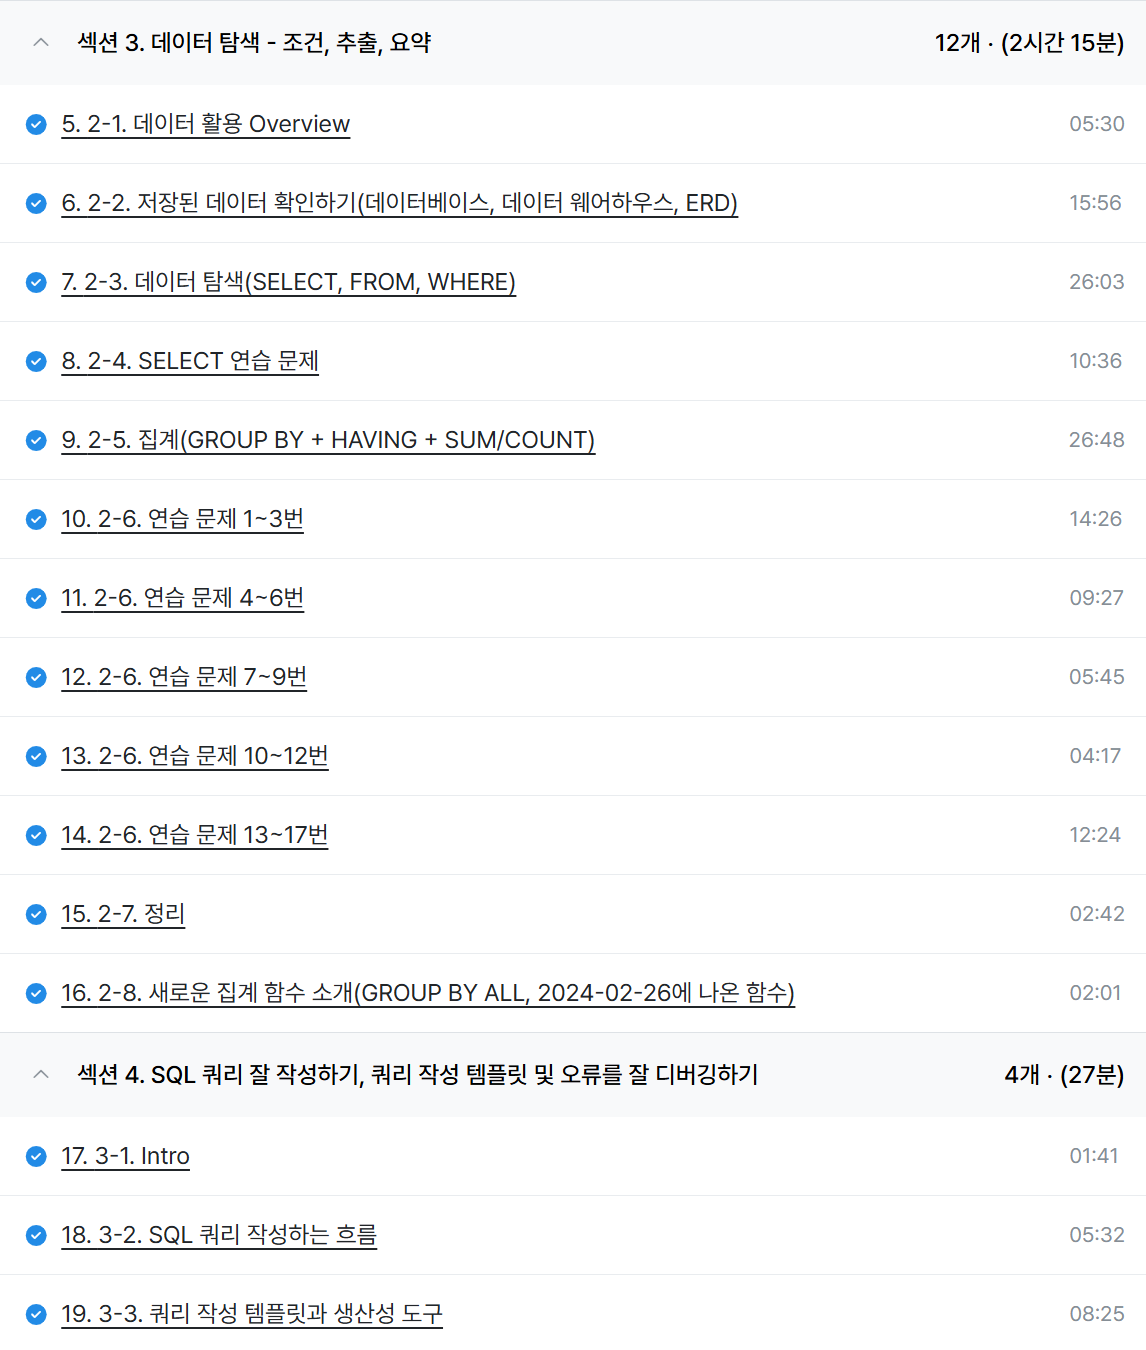 섹션 3. 데이터 탐색 - 조건, 추출, 요약 12개 · (2시간 15분)
5. 2-1. 데이터 활용 Overview 05:30
6. 2-2. 저장된 데이터 확인하기(데이터베이스, 데이터 웨어하우스, ERD) 15:56
7. 2-3. 데이터 탐색(SELECT, FROM, WHERE) 26:03
8. 2-4. SELECT 연습 문제 10:36
9. 2-5. 집계(GROUP BY + HAVING + SUM/COUNT) 26:48
10. 2-6. 연습 문제 1~3번 14:26
11. 2-6. 연습 문제 4~6번 09:27
12. 2-6. 연습 문제 7~9번 05:45
13. 2-6. 연습 문제 10~12번 04:17
14. 2-6. 연습 문제 13~17번 12:24
15. 2-7. 정리 02:42
16. 2-8. 새로운 집계 함수 소개(GROUP BY ALL, 2024-02-26에 나온 함수) 02:01
섹션 4. SQL 쿼리 잘 작성하기, 쿼리 작성 템플릿 및 오류를 잘 디버깅하기 4개 · (27분)
17. 3-1. Intro 01:41
18. 3-2. SQL 쿼리 작성하는 흐름 05:32
19. 3-3. 쿼리 작성 템플릿과 생산성 도구 08:25